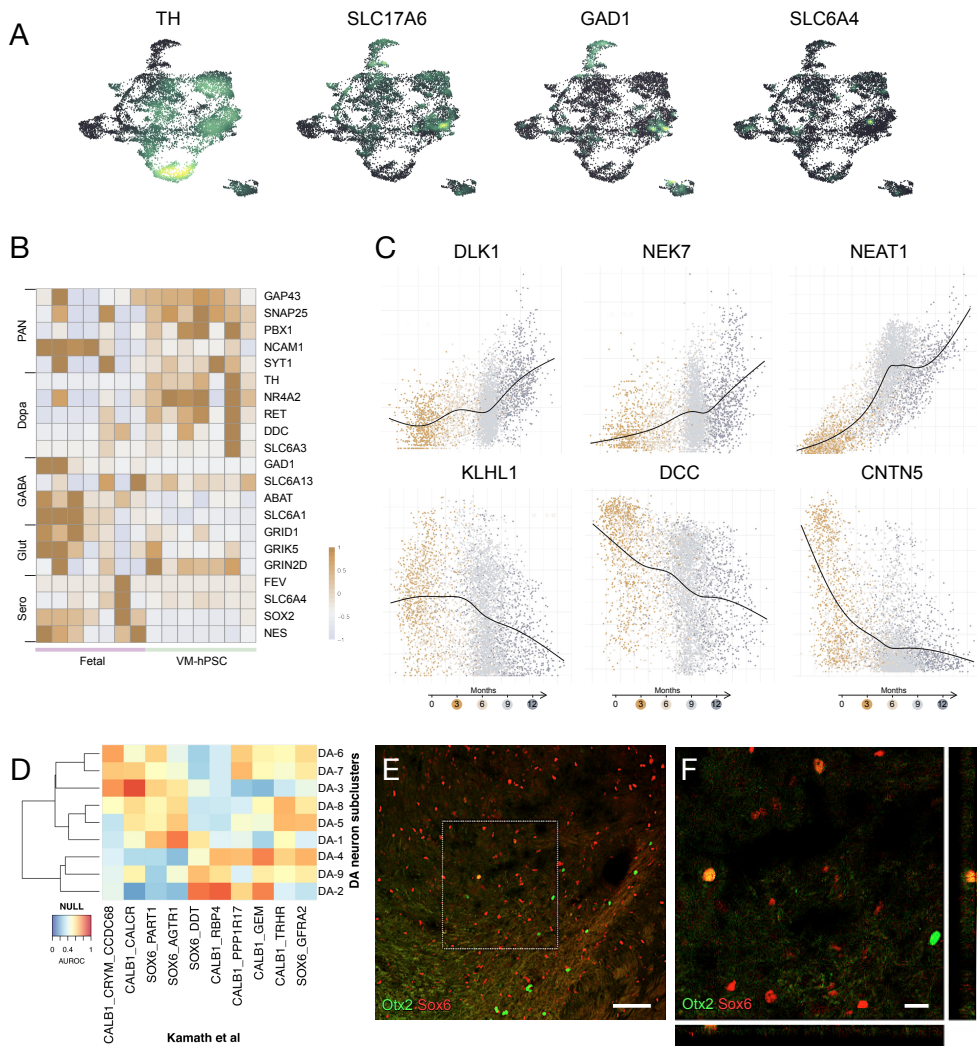 A
TH
SLC17A6
GAD1
SLC6A4
B
PAN
Dopa
GABA
Glut
Sero
GAP43
SNAP25
PBX1
NCAM1
SYT1
TH
NR4A2
RET
DDC
SLC6A3
GAD1
SLC6A13
ABAT
SLC6A1
GRID1
GRIK5
GRIN2D
FEV
SLC6A4
SOX2
NES
1
0.5
0
−0.5
−1
Fetal
VM-hPSC
C
DLK1
NEK7
NEAT1
KLHL1
DCC
CNTN5
Months
0 3 6 9 12
Months
0 3 6 9 12
Months
0 3 6 9 12
D
DA-6
DA-7
DA-3
DA-8
DA-5
DA-1
DA-4
DA-9
DA-2
DA neuron subclusters
NULL
0 0.4 1
AUROC
CALB1_CRYM_CCDC68
CALB1_CALCR
SOX6_PART1
SOX6_AGTR1
SOX6_DDT
CALB1_RBP4
CALB1_PPP1R17
CALB1_GEM
CALB1_TRHR
SOX6_GFRA2
Kamath et al
E
Otx2 Sox6
F
Otx2 Sox6